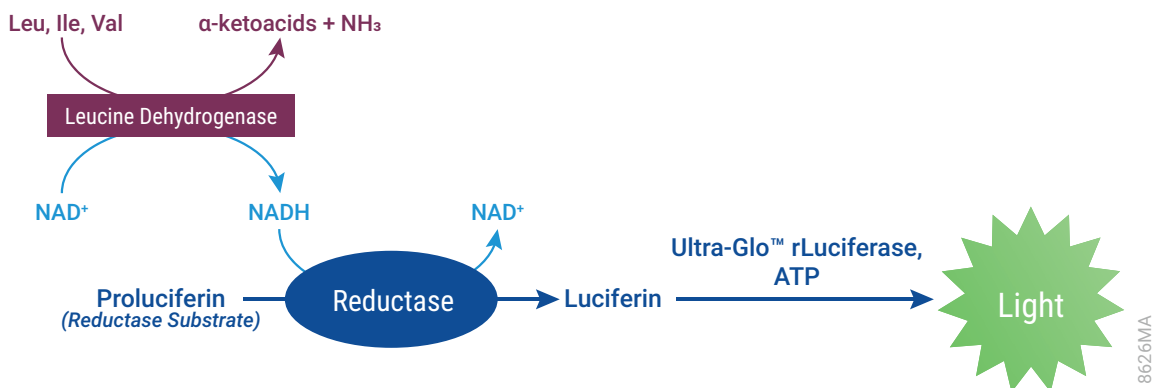 Leu, Ile, Val
α-ketoacids + NH₃
Leucine Dehydrogenase
NAD⁺
NADH
NAD⁺
Ultra-Glo™ rLuciferase,
ATP
Proluciferin
(Reductase Substrate)
Reductase
Luciferin
Light
8626MA